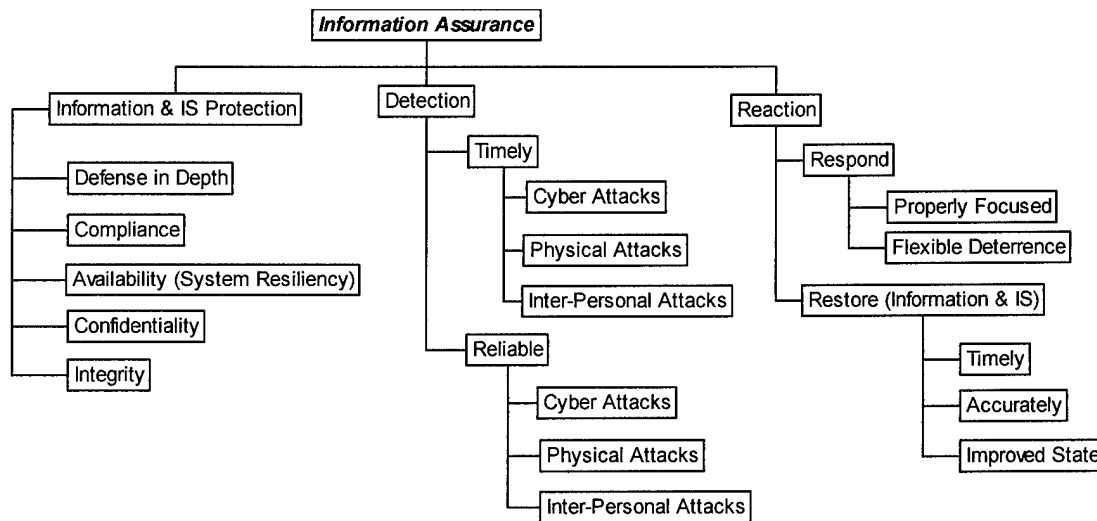 Information Assurance
Information & IS Protection
Defense in Depth
Compliance
Availability (System Resiliency)
Confidentiality
Integrity
Detection
Timely
Cyber Attacks
Physical Attacks
Inter-Personal Attacks
Reliable
Cyber Attacks
Physical Attacks
Inter-Personal Attacks
Reaction
Respond
Properly Focused
Flexible Deterrence
Restore (Information & IS)
Timely
Accurately
Improved State